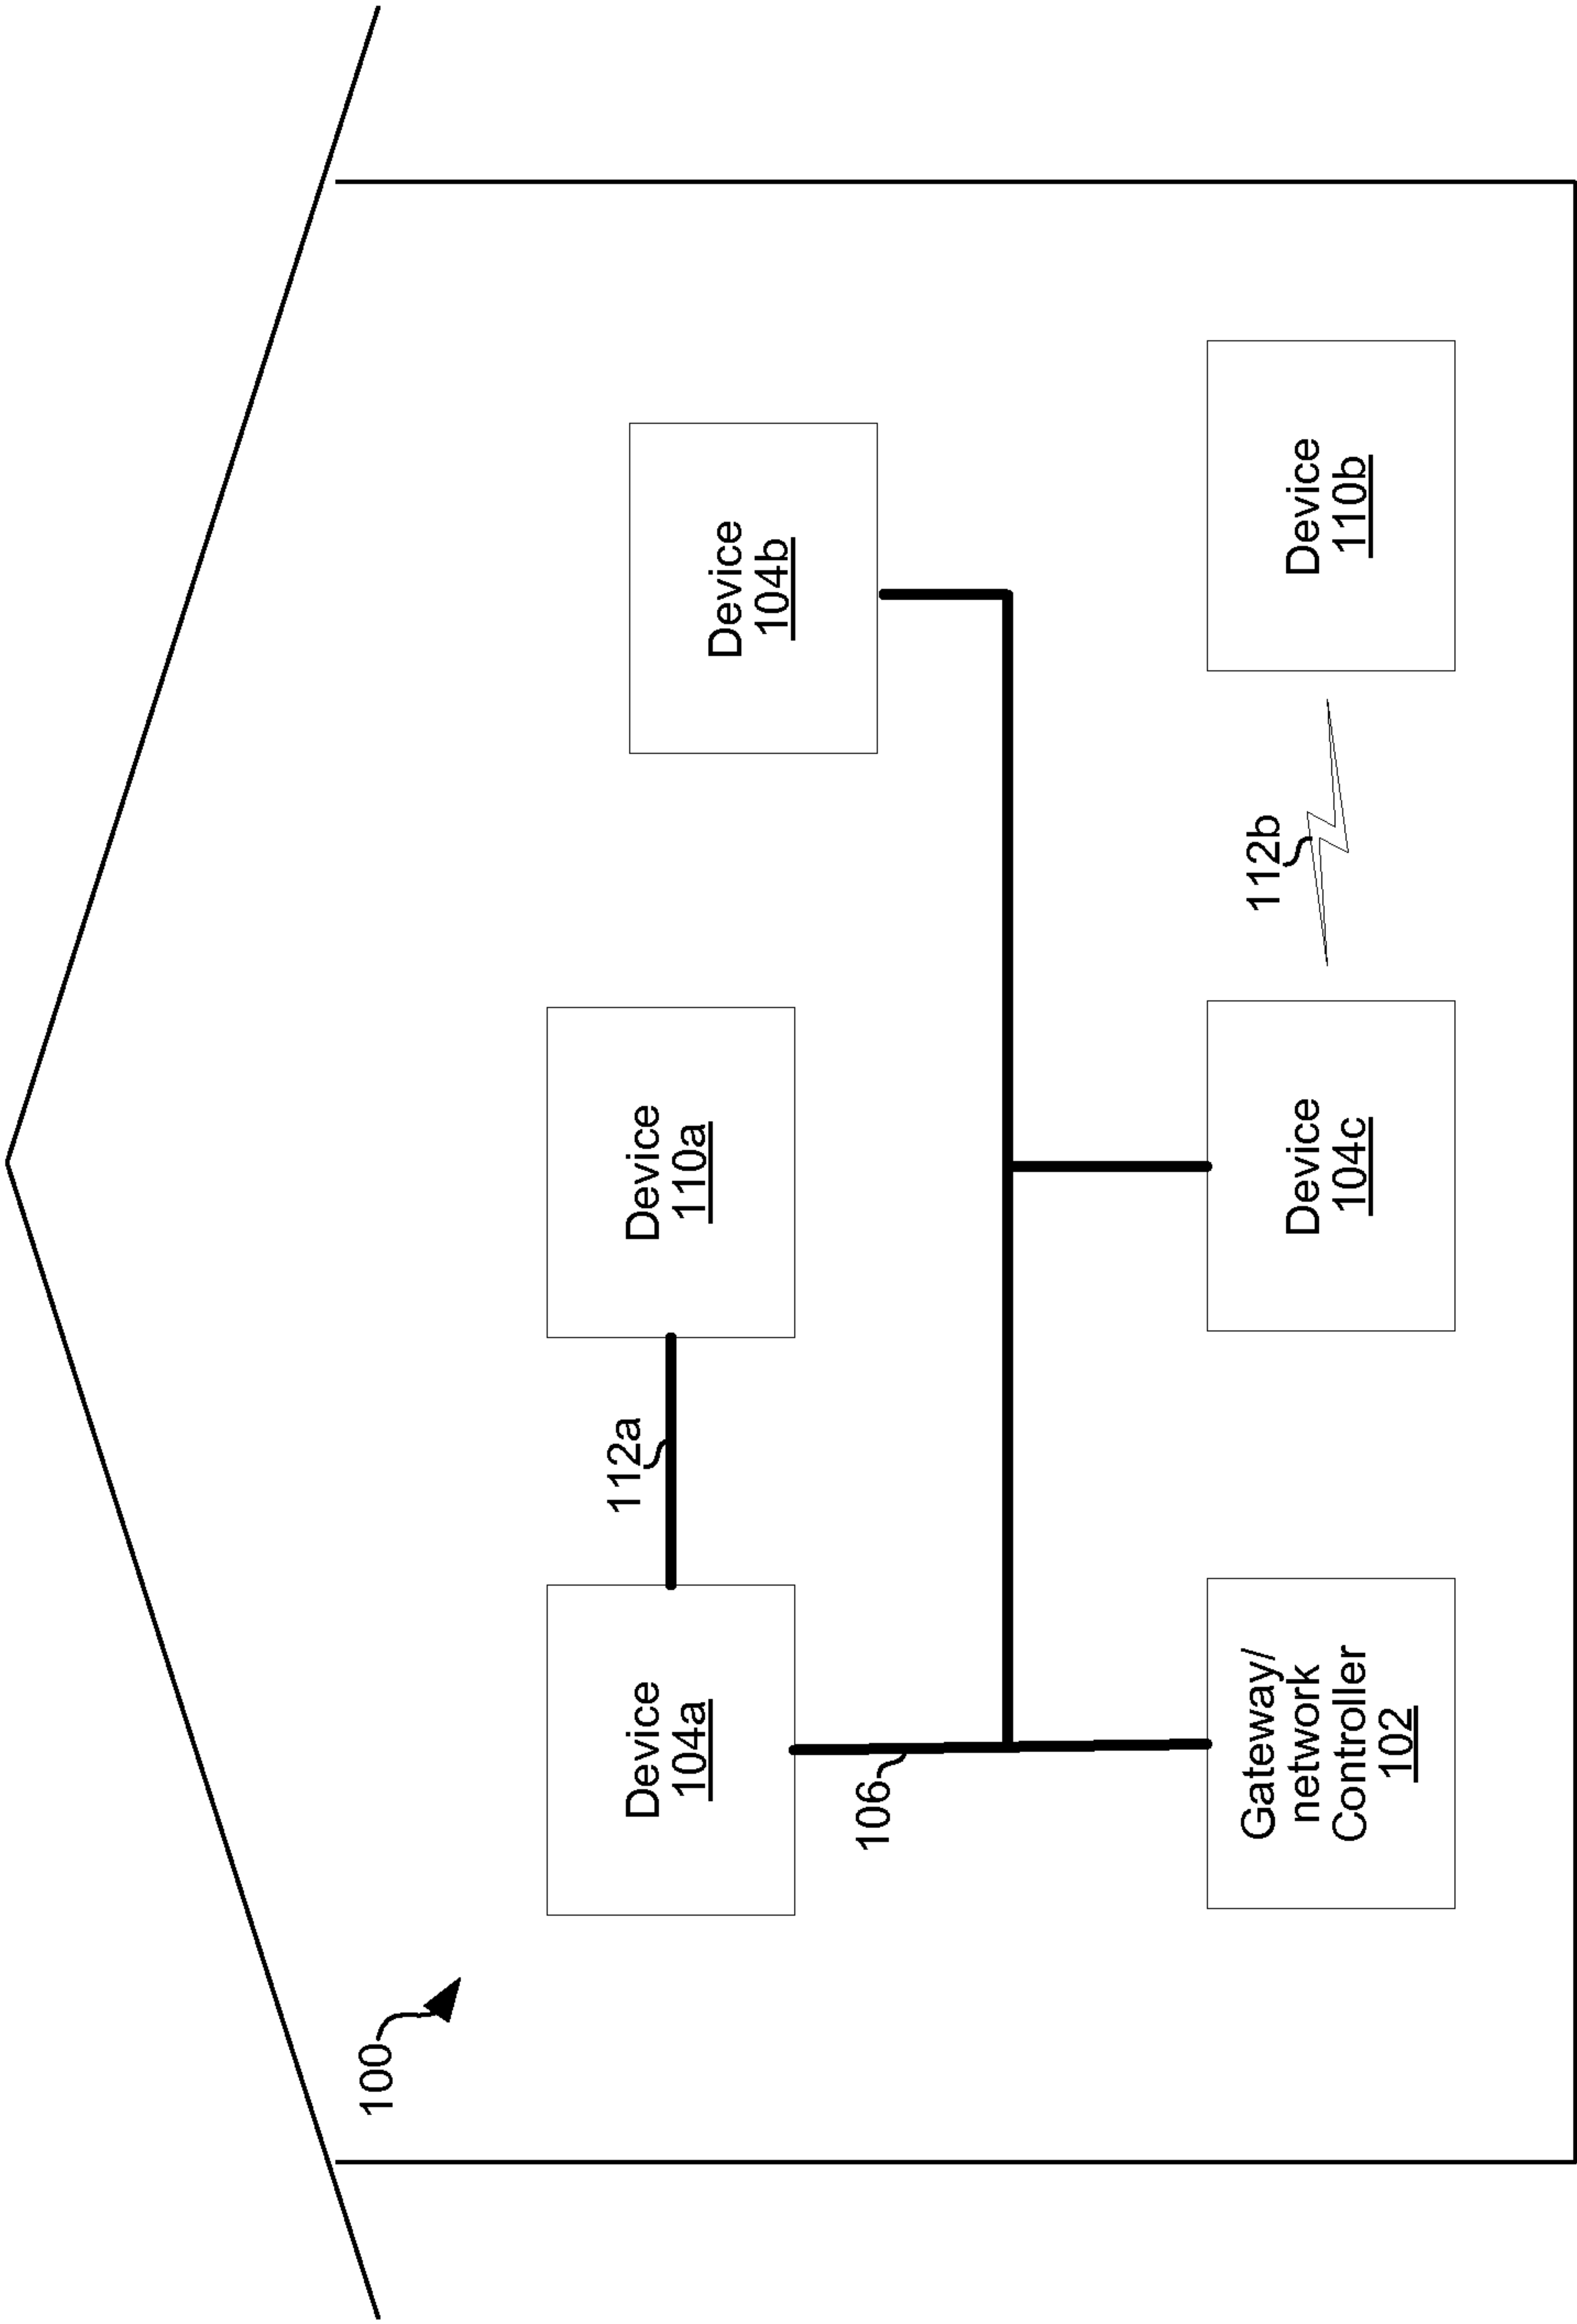 100
Device
104a
112a
Device
110a
Device
104b
106
Gateway/
network
Controller
102
Device
104c
112b
Device
110b